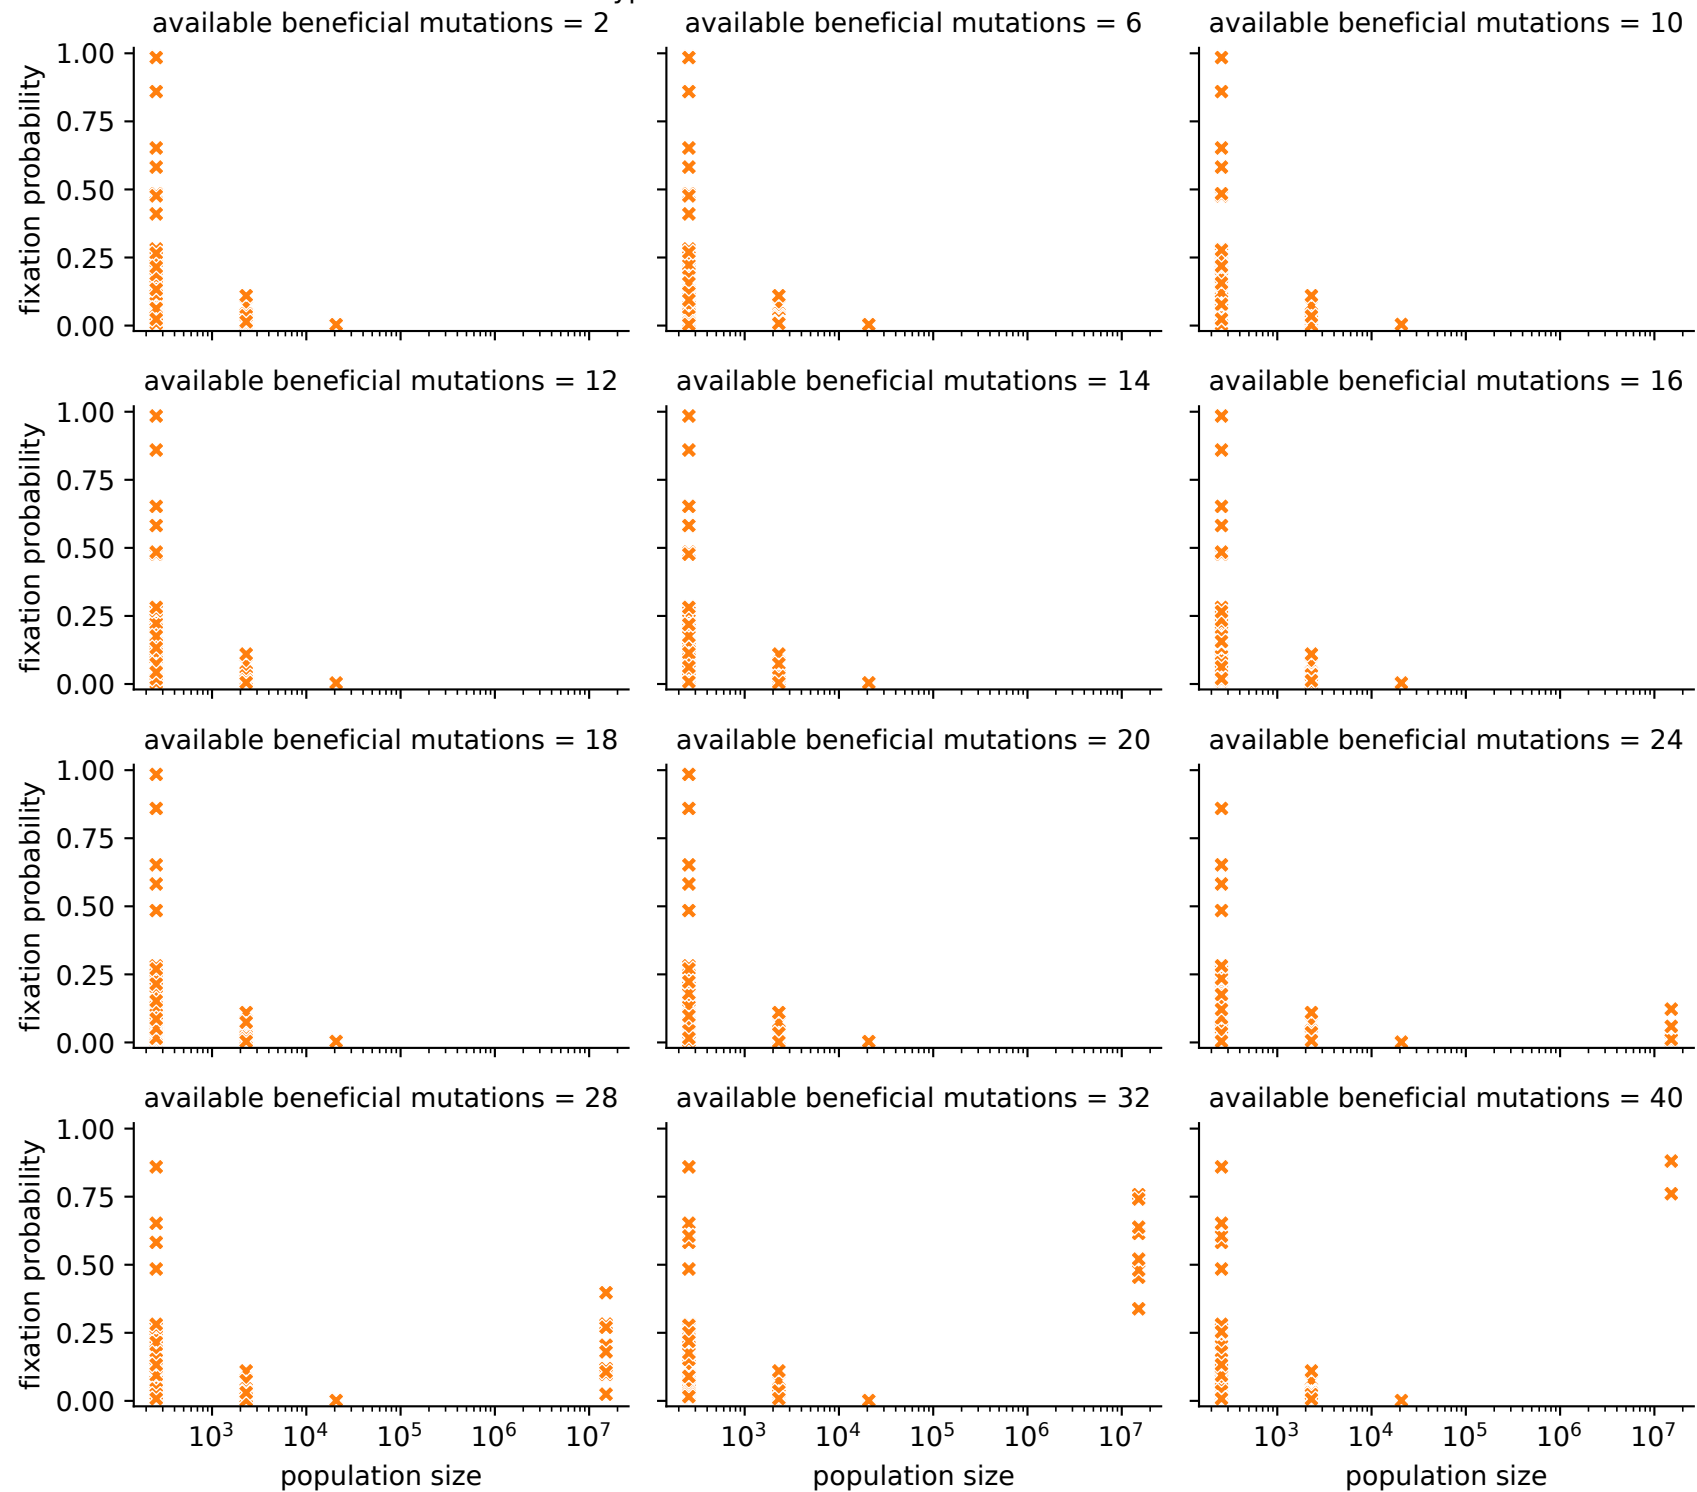 available beneficial mutations = 2
available beneficial mutations = 6
available beneficial mutations = 10
fixation probability
1.00
0.75
0.50
0.25
0.00
available beneficial mutations = 12
available beneficial mutations = 14
available beneficial mutations = 16
fixation probability
1.00
0.75
0.50
0.25
0.00
available beneficial mutations = 18
available beneficial mutations = 20
available beneficial mutations = 24
fixation probability
1.00
0.75
0.50
0.25
0.00
available beneficial mutations = 28
available beneficial mutations = 32
available beneficial mutations = 40
fixation probability
1.00
0.75
0.50
0.25
0.00
10³ 10⁴ 10⁵ 10⁶ 10⁷
10³ 10⁴ 10⁵ 10⁶ 10⁷
10³ 10⁴ 10⁵ 10⁶ 10⁷
population size
population size
population size